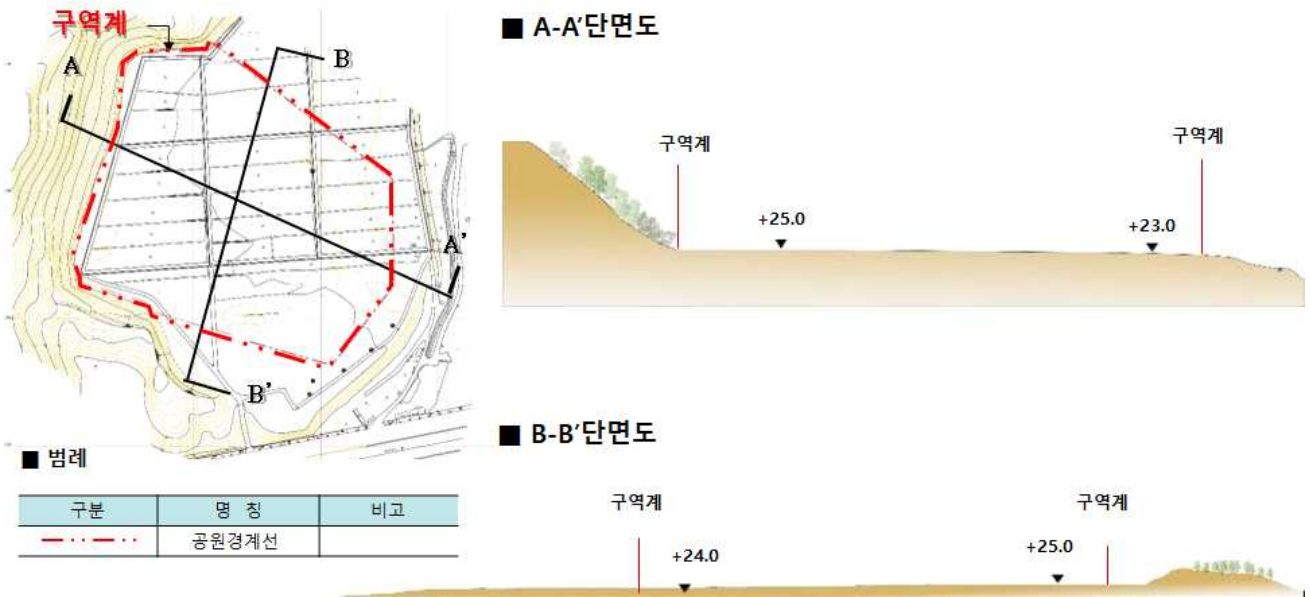 구역계
A
B
A'
B'
■ A-A'단면도
구역계
구역계
+25.0
+23.0
■ B-B'단면도
구역계
구역계
+24.0
+25.0
■ 범례
구분 명 칭 비고
공원경계선